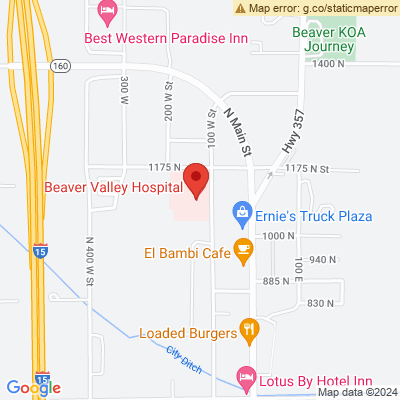 Map error: g.co/staticmaperror
Best Western Paradise Inn
Beaver KOA
Journey
1400 N
160
300 W
200 W St
100 W St
N Main St
Hwy 357
1175 N
1175 N St
Beaver Valley Hospital
Ernie's Truck Plaza
N 400 W St
1000 N
El Bambi Cafe
15
940 N
100 E
885 N
830 N
Loaded Burgers
City Ditch
15
Lotus By Hotel Inn
Google
Map data ©2024